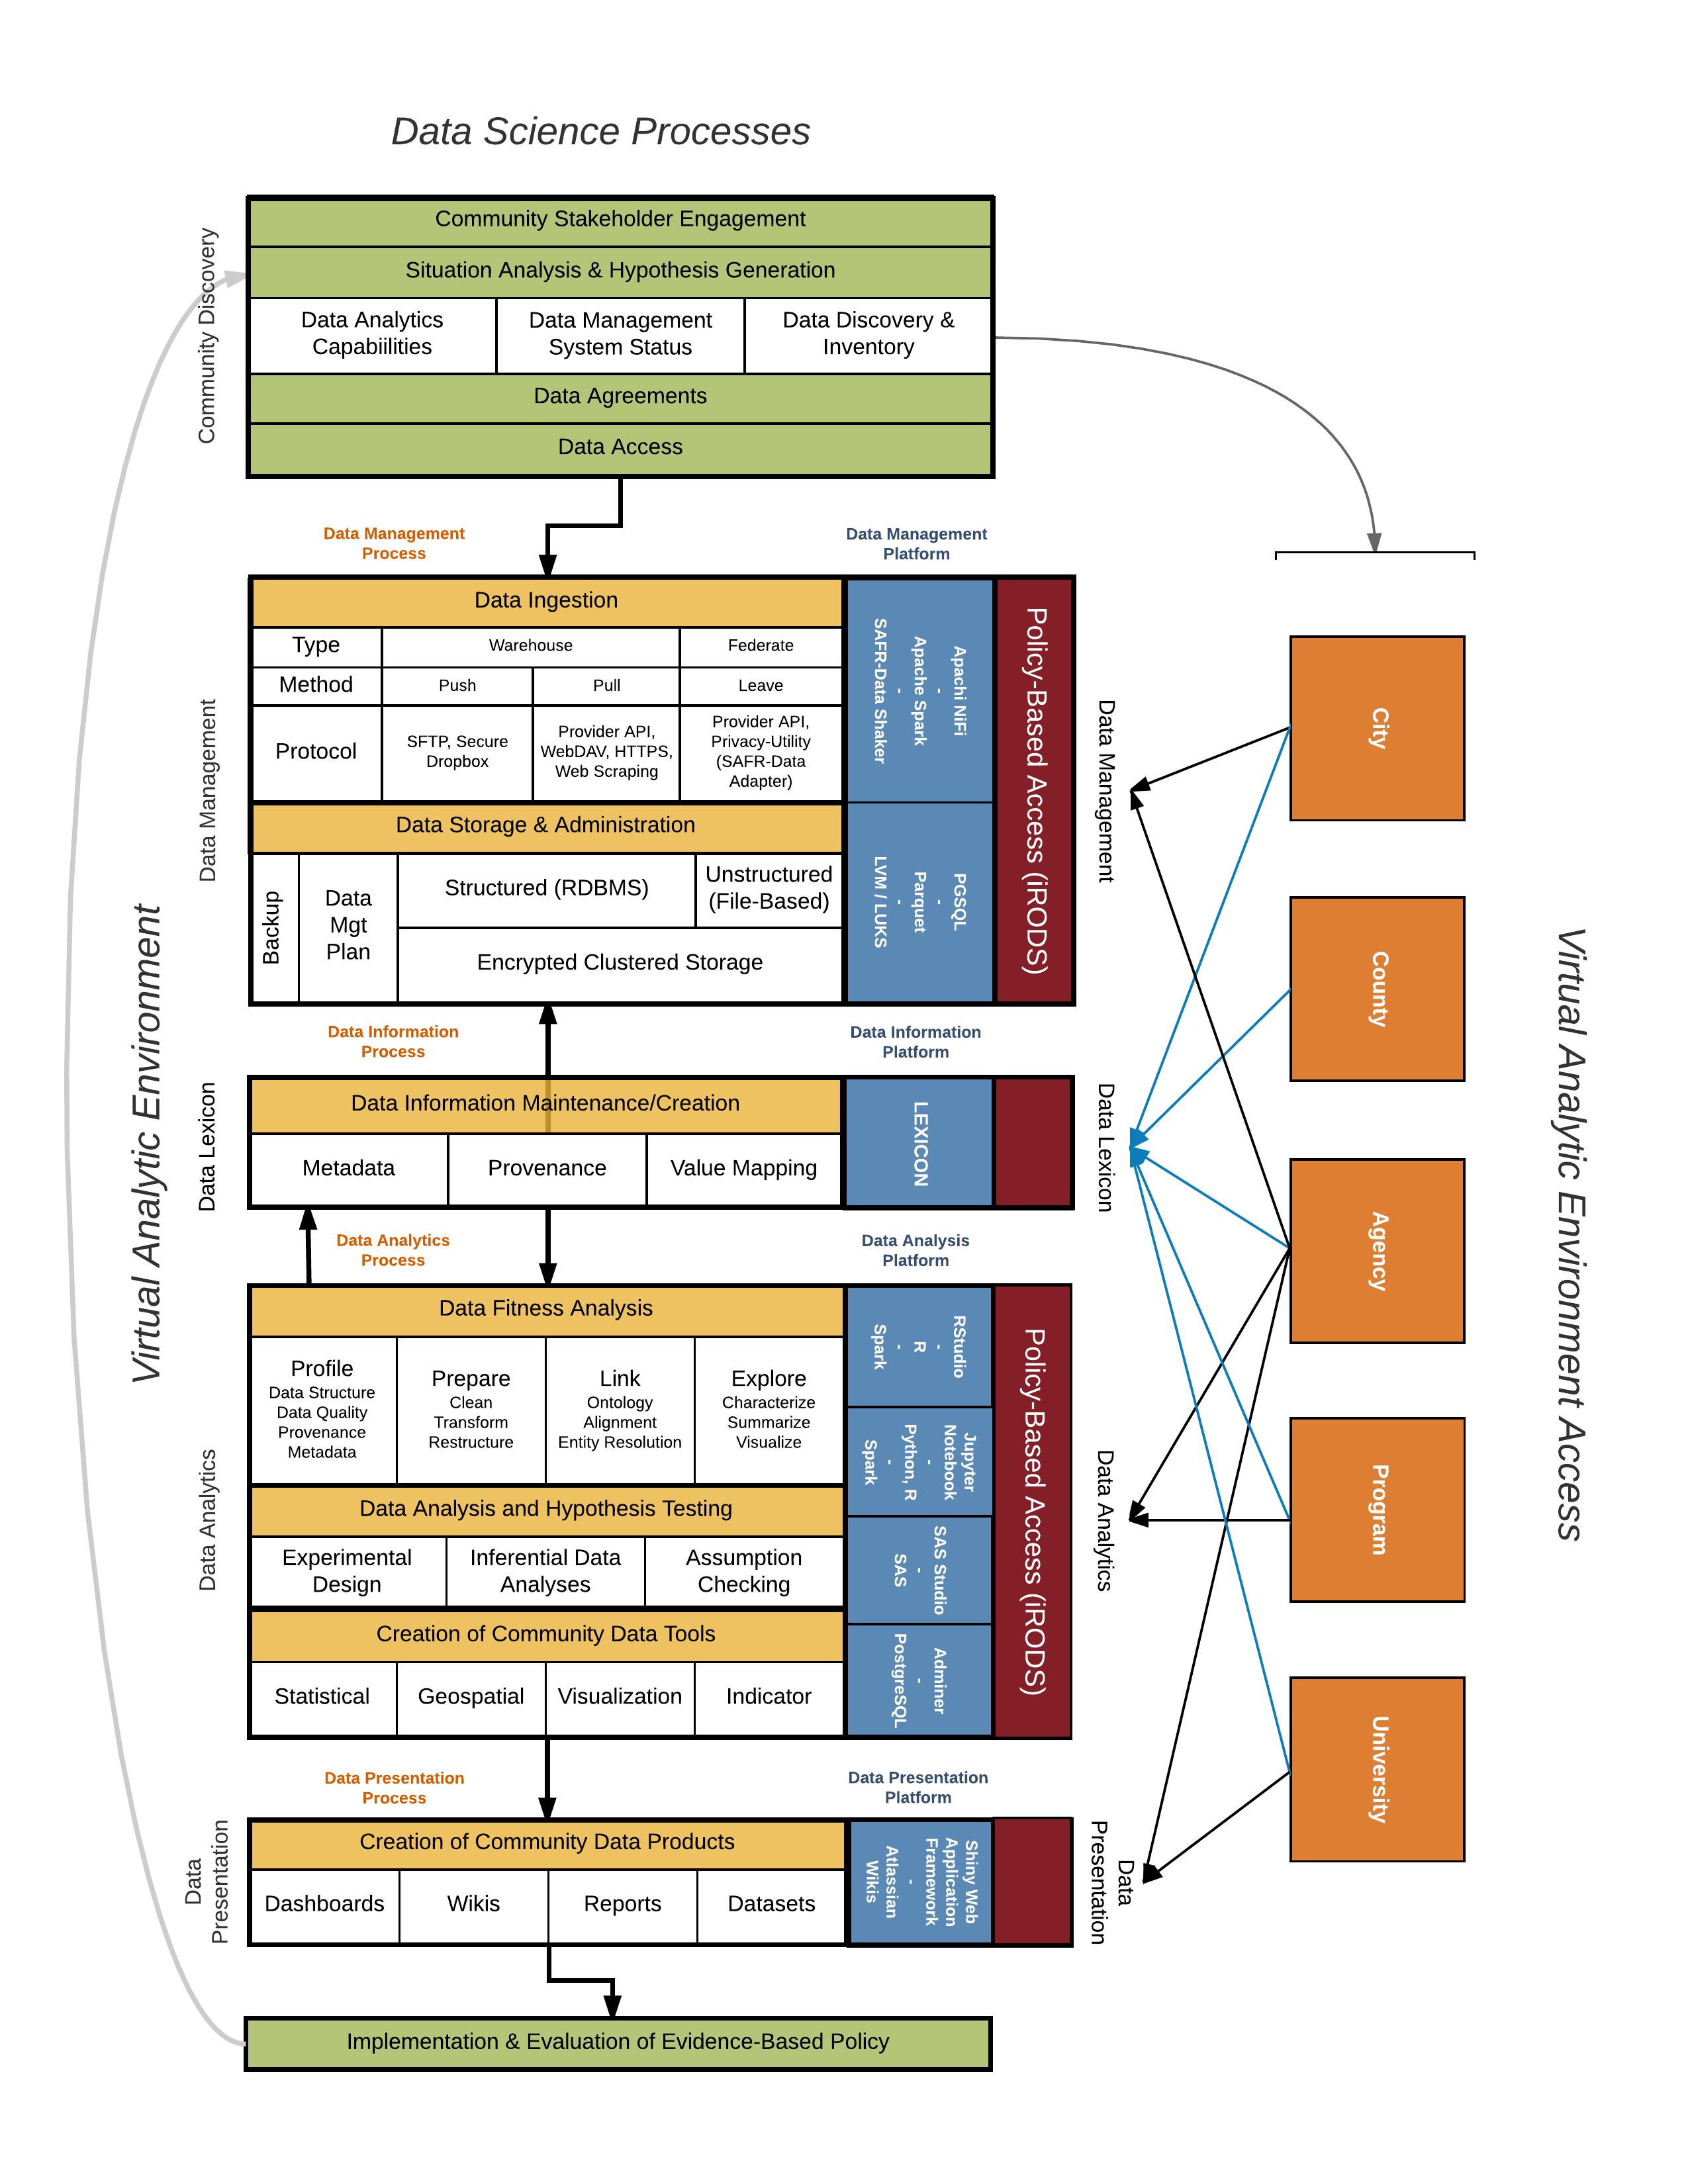 Data Science Processes
Community Discovery
Community Stakeholder Engagement
Situation Analysis & Hypothesis Generation
Data Analytics
Capabiilities
Data Management
System Status
Data Discovery &
Inventory
Data Agreements
Data Access
Data Management
Process
Data Management
Platform
Data Management
Data Ingestion
Type
Warehouse
Federate
Method
Push
Pull
Leave
Protocol
SFTP, Secure
Dropbox
Provider API,
WebDAV, HTTPS,
Web Scraping
Provider API,
Privacy-Utility
(SAFR-Data
Adapter)
Data Storage & Administration
Backup
Data
Mgt
Plan
Structured (RDBMS)
Unstructured
(File-Based)
Encrypted Clustered Storage
Apachi NiFi
-
Apache Spark
-
SAFR-Data Shaker
PGSQL
-
Parquet
-
LVM / LUKS
Policy-Based Access (iRODS)
Data Management
Data Information
Process
Data Information
Platform
Data Lexicon
Data Information Maintenance/Creation
Metadata
Provenance
Value Mapping
LEXICON
Data Lexicon
Data Analytics
Process
Data Analysis
Platform
Data Analytics
Data Fitness Analysis
Profile
Data Structure
Data Quality
Provenance
Metadata
Prepare
Clean
Transform
Restructure
Link
Ontology
Alignment
Entity Resolution
Explore
Characterize
Summarize
Visualize
Data Analysis and Hypothesis Testing
Experimental
Design
Inferential Data
Analyses
Assumption
Checking
Creation of Community Data Tools
Statistical
Geospatial
Visualization
Indicator
RStudio
-
R
-
Spark
Jupyter
Notebook
-
Python, R
-
Spark
SAS Studio
-
SAS
Adminer
-
PostgreSQL
Policy-Based Access (iRODS)
Data Analytics
Data Presentation
Process
Data Presentation
Platform
Data
Presentation
Creation of Community Data Products
Dashboards
Wikis
Reports
Datasets
Shiny Web
Application
Framework
-
Atlassian
Wikis
Data
Presentation
Implementation & Evaluation of Evidence-Based Policy
Virtual Analytic Environment
City
County
Agency
Program
University
Virtual Analytic Environment Access